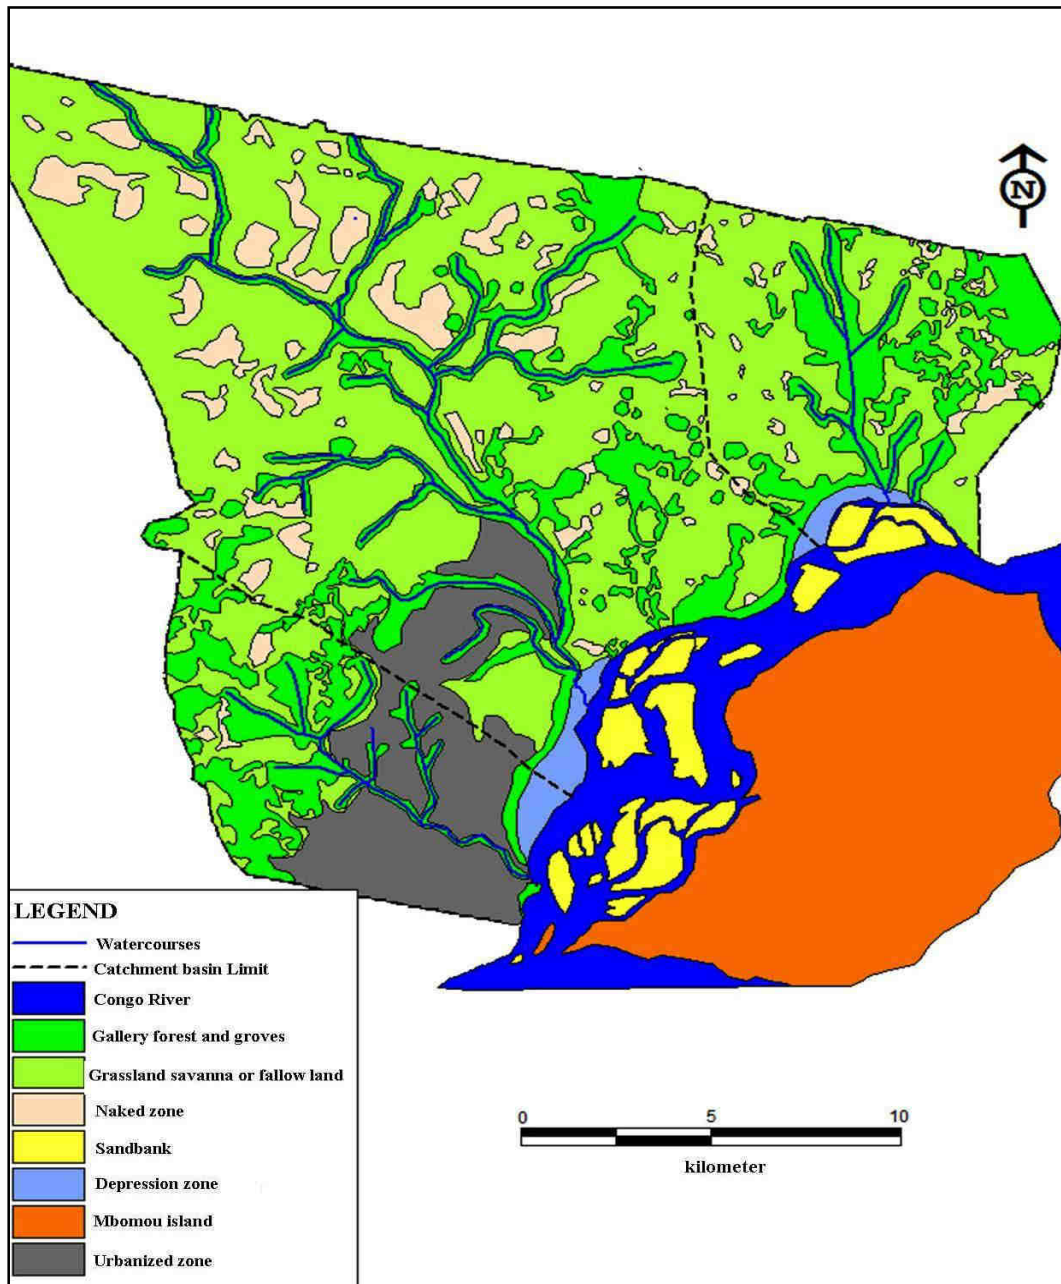 N
LEGEND
Watercourses
Catchment basin Limit
Congo River
Gallery forest and groves
Grassland savanna or fallow land
Naked zone
Sandbank
Depression zone
Mbomou island
Urbanized zone
0 5 10
kilometer